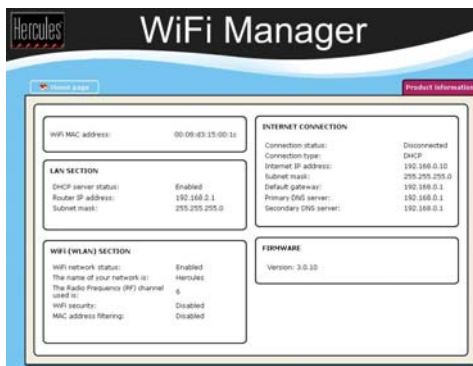 Hercules
WiFi Manager
Home page
Product information
WiFi MAC address: 00:08:d3:15:00:1c
LAN SECTION
DHCP server status: Enabled
Router IP address: 192.168.2.1
Subnet mask: 255.255.255.0
WiFi (WLAN) SECTION
WiFi network status: Enabled
The name of your network is: Hercules
The Radio Frequency (RF) channel
used is: 6
WiFi security: Disabled
MAC address filtering: Disabled
INTERNET CONNECTION
Connection status: Disconnected
Connection type: DHCP
Internet IP address: 192.168.0.10
Subnet mask: 255.255.255.0
Default gateway: 192.168.0.1
Primary DNS server: 192.168.0.1
Secondary DNS server: 192.168.0.1
FIRMWARE
Version: 3.0.10